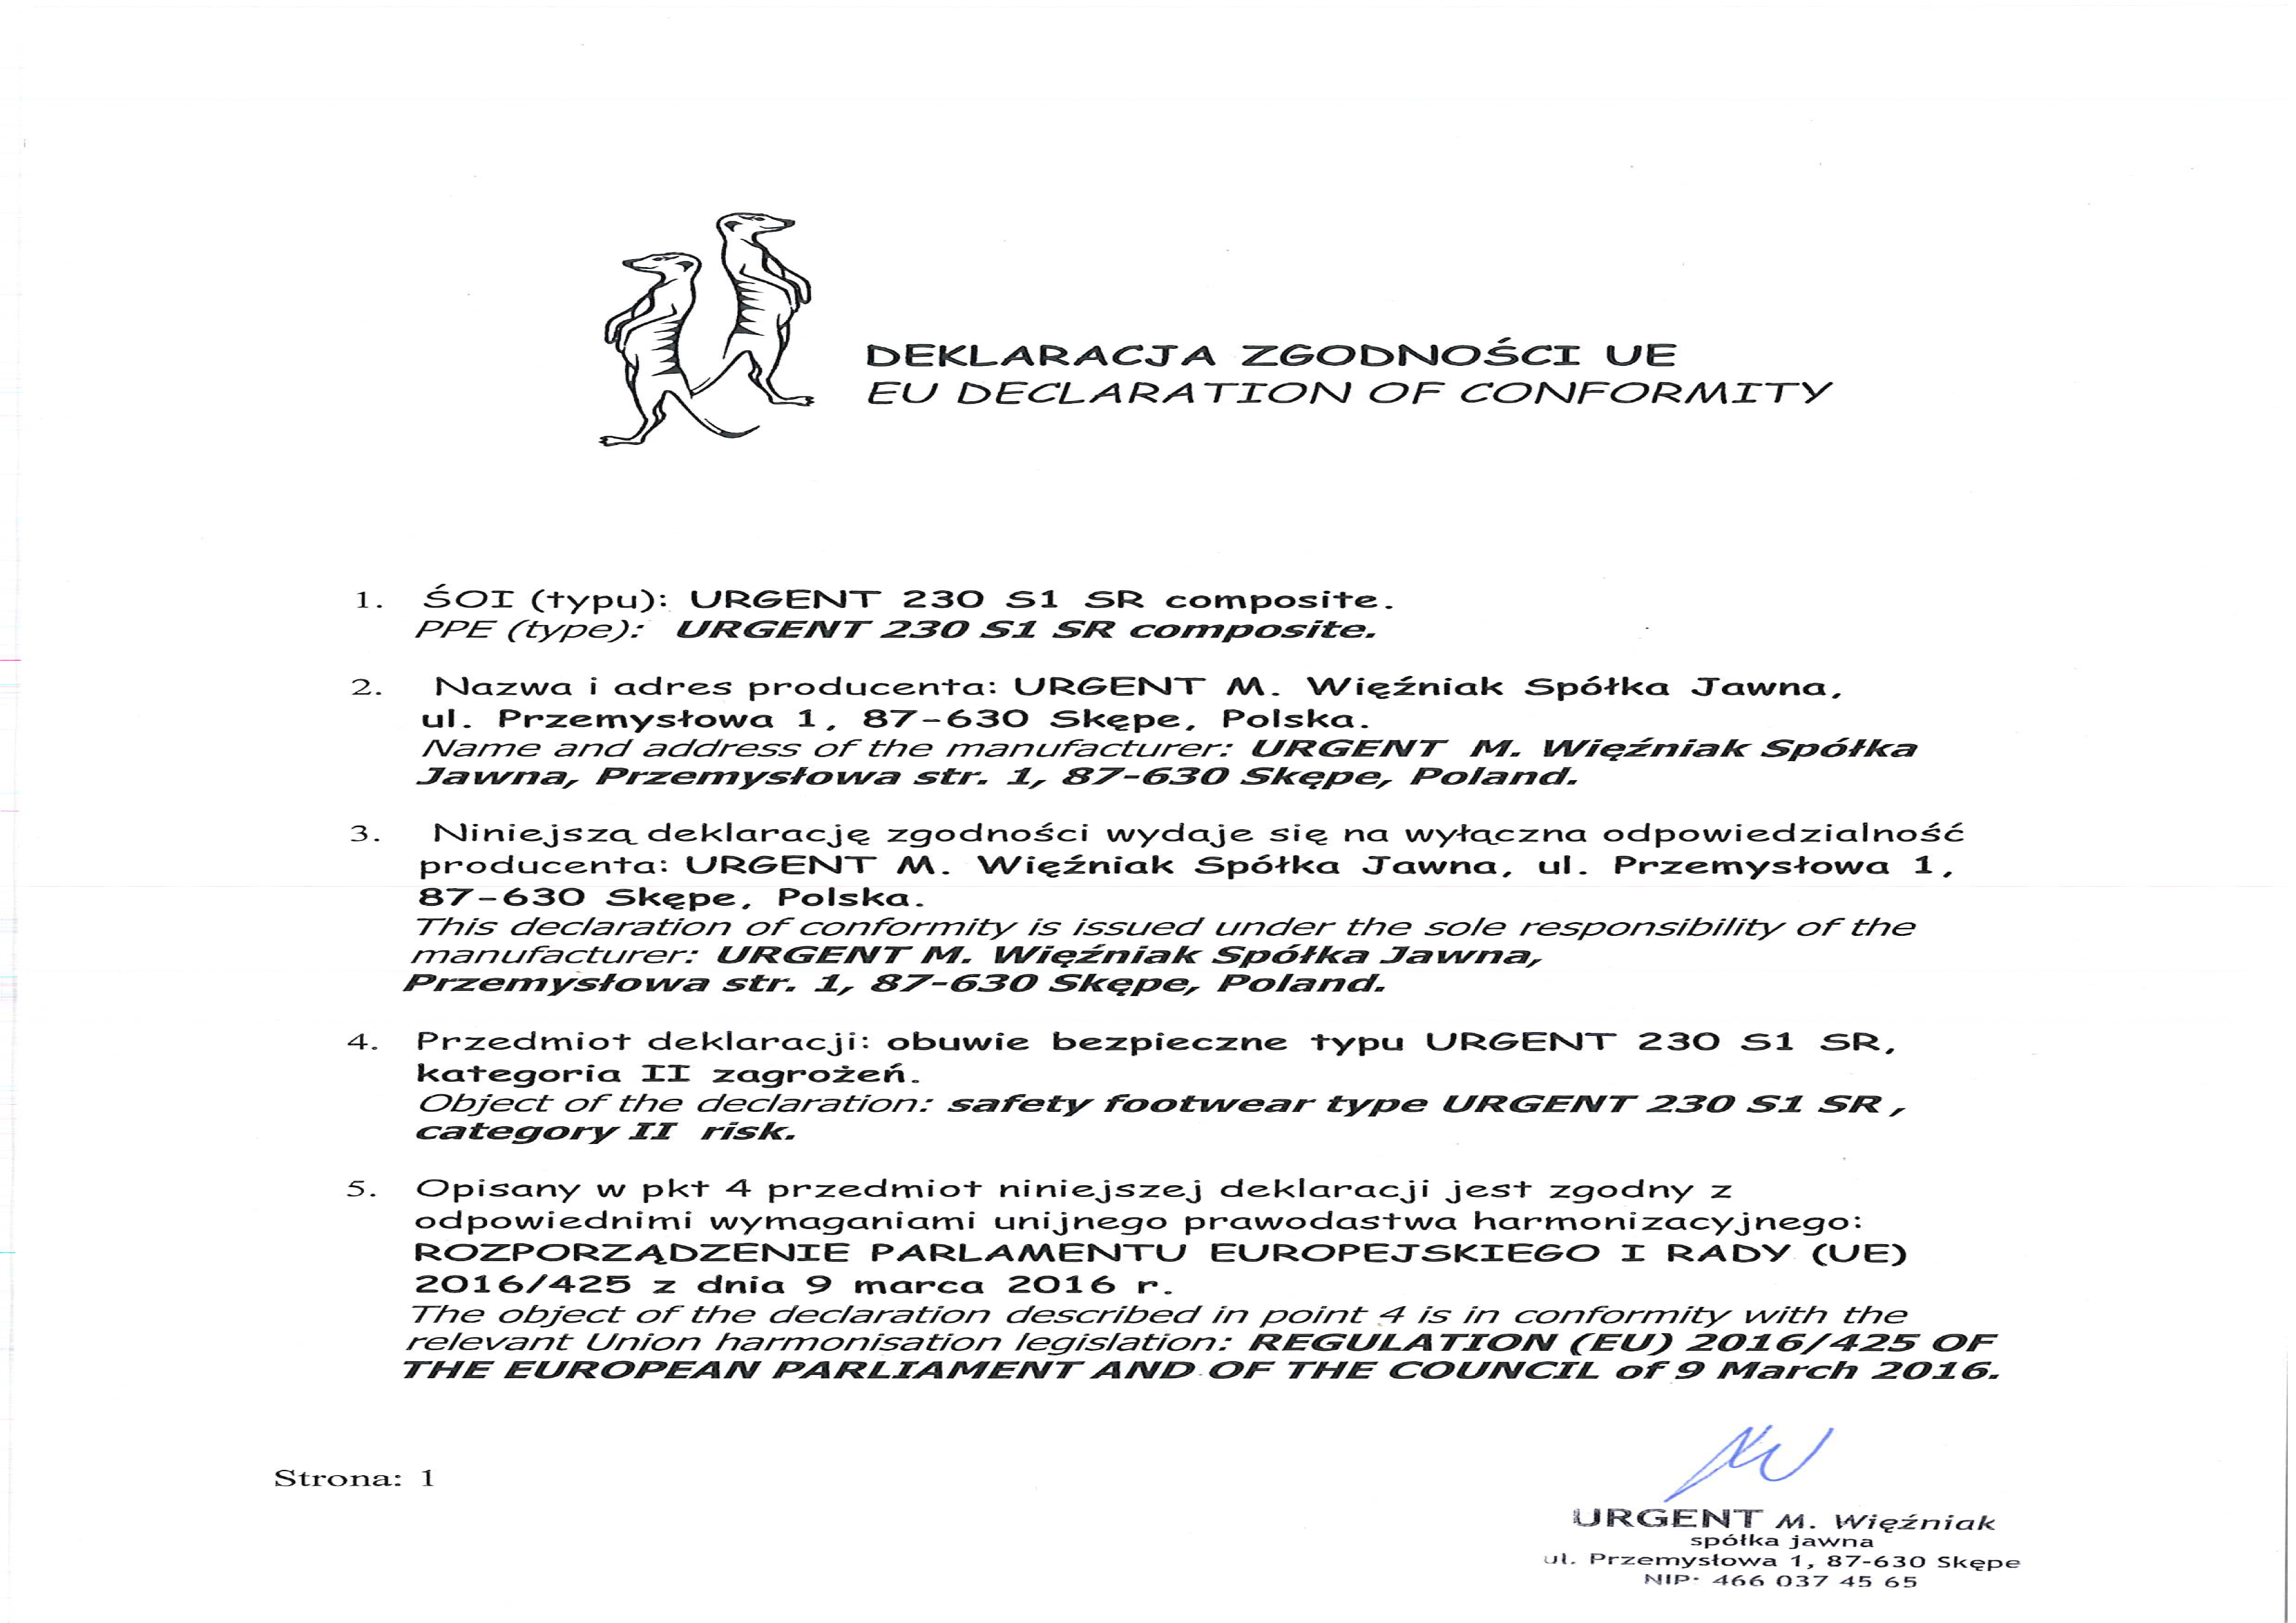 DEKLARACJA ZGODNOŚCI UE
EU DECLARATION OF CONFORMITY
1. ŚOI (typu): URGENT 230 S1 SR composite.
PPE (type): URGENT 230 S1 SR composite.
2. Nazwa i adres producenta: URGENT M. Więźniak Spółka Jawna,
ul. Przemysłowa 1, 87-630 Skępe, Polska.
Name and address of the manufacturer: URGENT M. Więźniak Spółka
Jawna, Przemysłowa str. 1, 87-630 Skępe, Poland.
3. Niniejszą deklarację zgodności wydaje się na wyłączna odpowiedzialność
producenta: URGENT M. Więźniak Spółka Jawna, ul. Przemysłowa 1,
87-630 Skępe, Polska.
This declaration of conformity is issued under the sole responsibility of the
manufacturer: URGENT M. Więźniak Spółka Jawna,
Przemysłowa str. 1, 87-630 Skępe, Poland.
4. Przedmiot deklaracji: obuwie bezpieczne typu URGENT 230 S1 SR,
kategoria II zagrożeń.
Object of the declaration: safety footwear type URGENT 230 S1 SR ,
category II risk.
5. Opisany w pkt 4 przedmiot niniejszej deklaracji jest zgodny z
odpowiednimi wymaganiami unijnego prawodastwa harmonizacyjnego:
ROZPORZĄDZENIE PARLAMENTU EUROPEJSKIEGO I RADY (UE)
2016/425 z dnia 9 marca 2016 r.
The object of the declaration described in point 4 is in conformity with the
relevant Union harmonisation legislation: REGULATION (EU) 2016/425 OF
THE EUROPEAN PARLIAMENT AND OF THE COUNCIL of 9 March 2016.
Strona: 1
URGENT M. Więźniak
spółka jawna
ul. Przemysłowa 1, 87-630 Skępe
NIP: 466 037 45 65